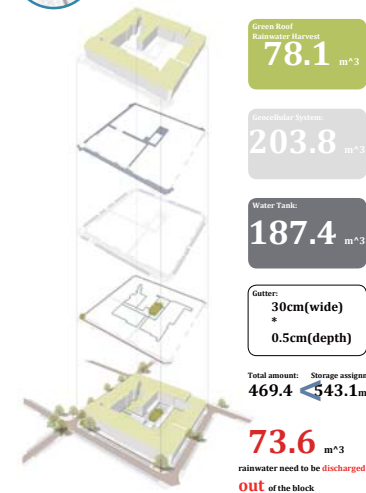 Green Roof
Rainwater Harvest
78.1 m^3
Geocellular System:
203.8 m^3
Water Tank:
187.4 m^3
Gutter:
30cm(wide)
*
0.5cm(depth)
Total amount: Storage assignm
469.4 <543.1m
73.6 m^3
rainwater need to be discharged
out of the block